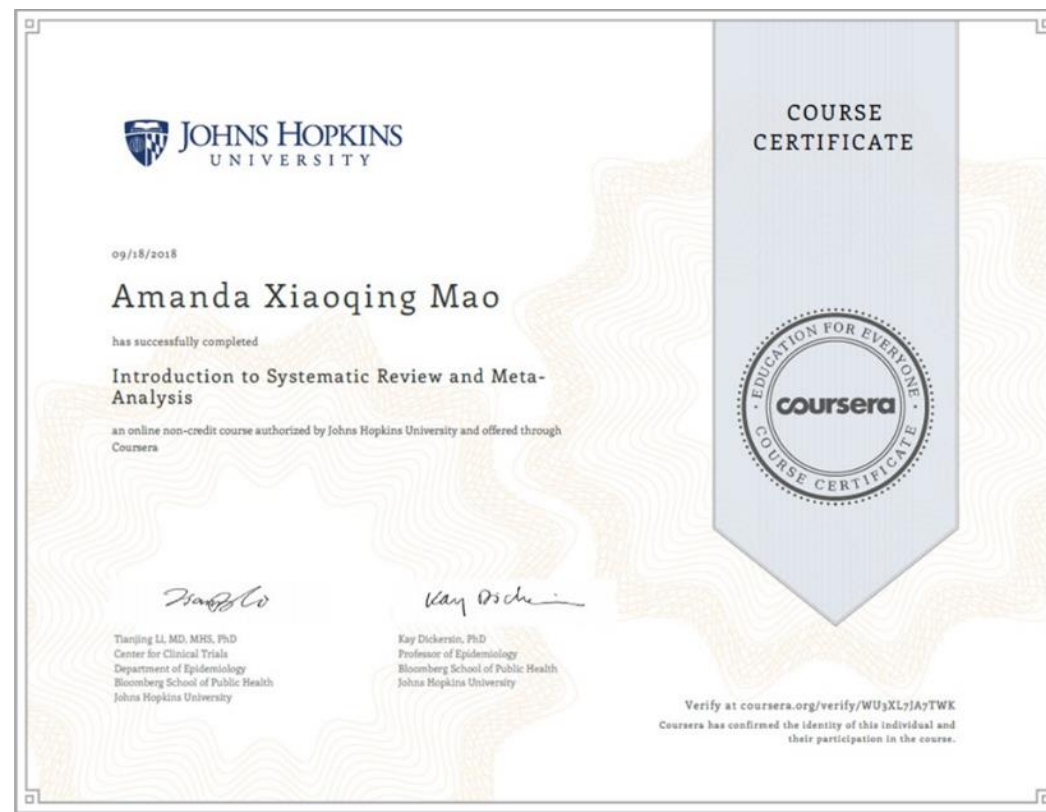 JOHNS HOPKINS
UNIVERSITY
09/18/2018
Amanda Xiaoqing Mao
has successfully completed
Introduction to Systematic Review and Meta-
Analysis
an online non-credit course authorized by Johns Hopkins University and offered through
Coursera
Tianjing Li, MD, MHS, PhD
Center for Clinical Trials
Department of Epidemiology
Bloomberg School of Public Health
Johns Hopkins University
Kay Dickersin, PhD
Professor of Epidemiology
Bloomberg School of Public Health
Johns Hopkins University
COURSE
CERTIFICATE
EDUCATION FOR EVERYONE
coursera
COURSE CERTIFICATE
Verify at coursera.org/verify/WU3XL7JA7TWK
Coursera has confirmed the identity of this individual and
their participation in the course.